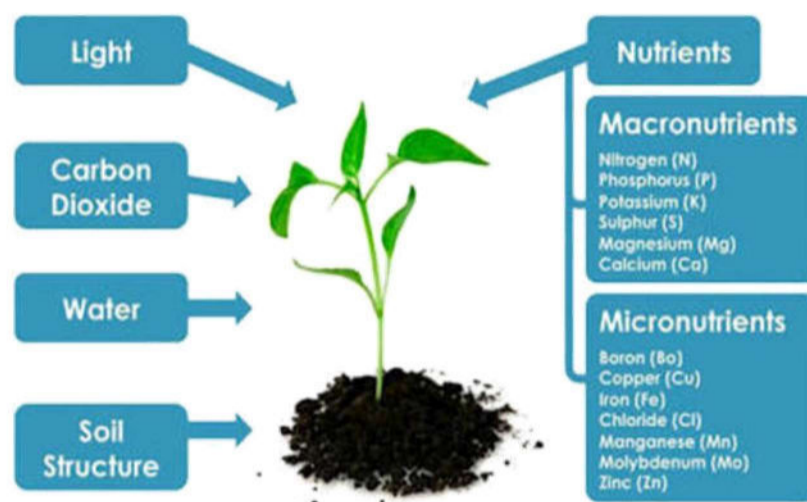 Light
Carbon
Dioxide
Water
Soil
Structure
Nutrients
Macronutrients
Nitrogen (N)
Phosphorus (P)
Potassium (K)
Sulphur (S)
Magnesium (Mg)
Calcium (Ca)
Micronutrients
Boron (Bo)
Copper (Cu)
Iron (Fe)
Chloride (Cl)
Manganese (Mn)
Molybdenum (Mo)
Zinc (Zn)